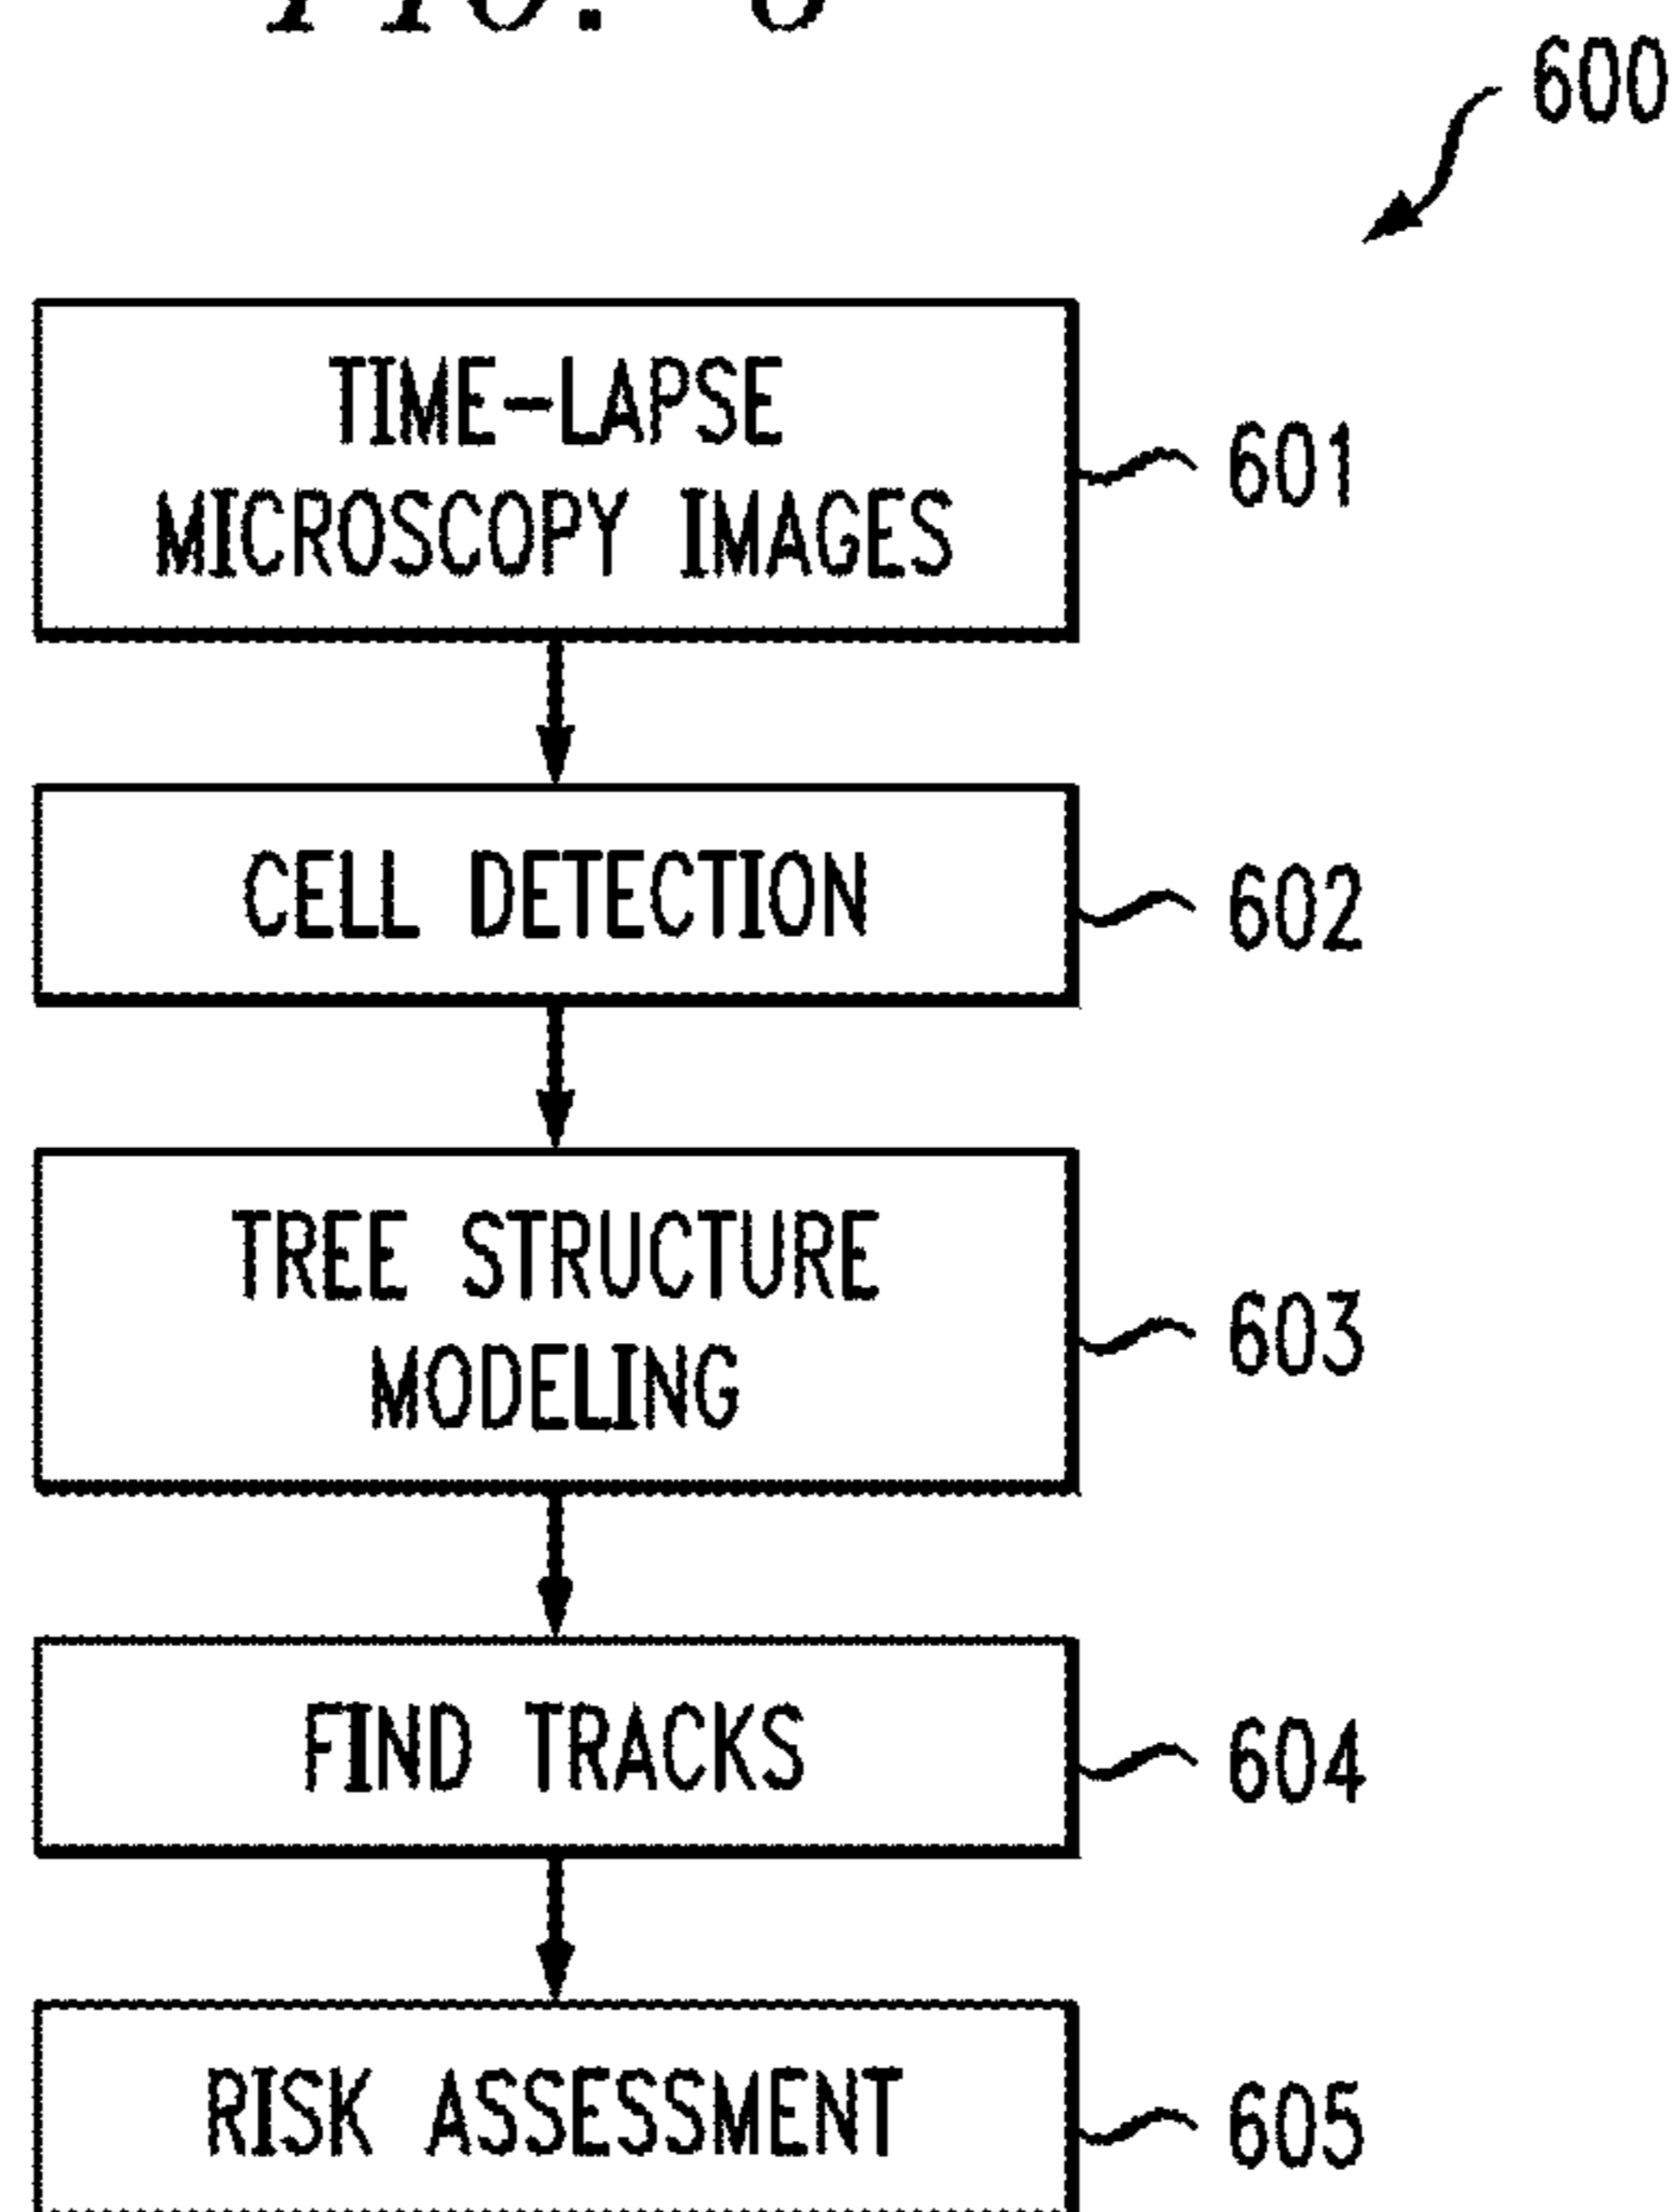 600
TIME-LAPSE
MICROSCOPY IMAGES
601
CELL DETECTION
602
TREE STRUCTURE
MODELING
603
FIND TRACKS
604
RISK ASSESSMENT
605